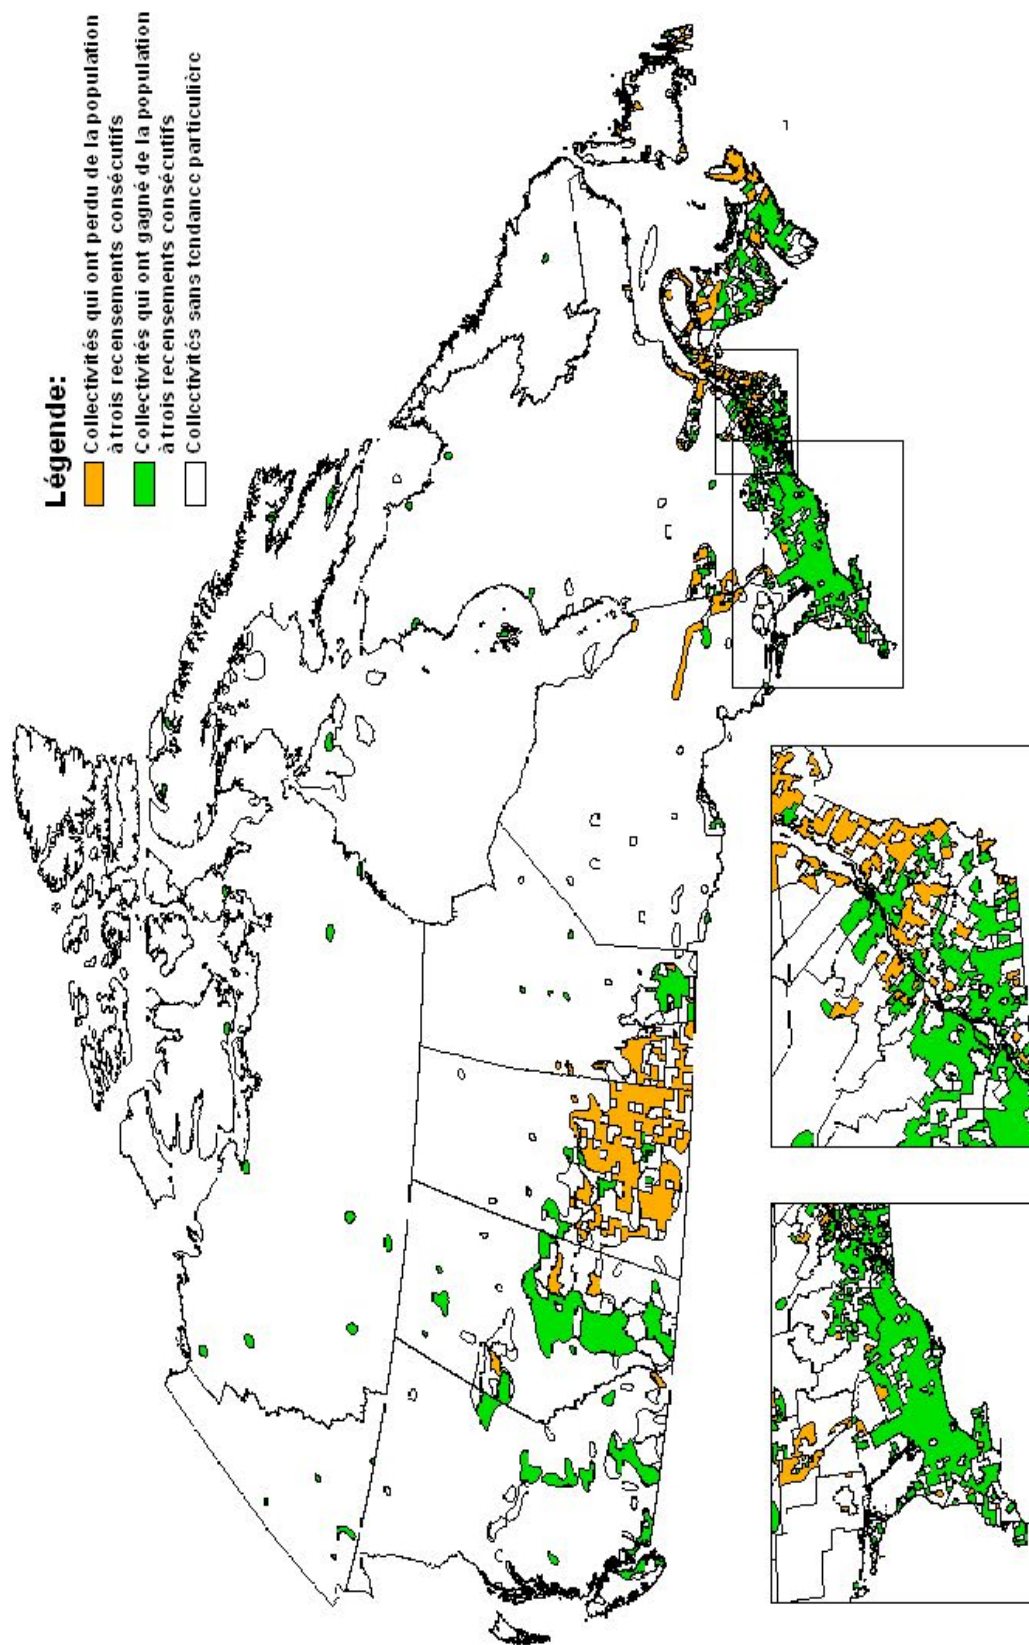 Légende:
Collectivités qui ont perdu de la population
à trois recensements consécutifs
Collectivités qui ont gagné de la population
à trois recensements consécutifs
Collectivités sans tendance particulière